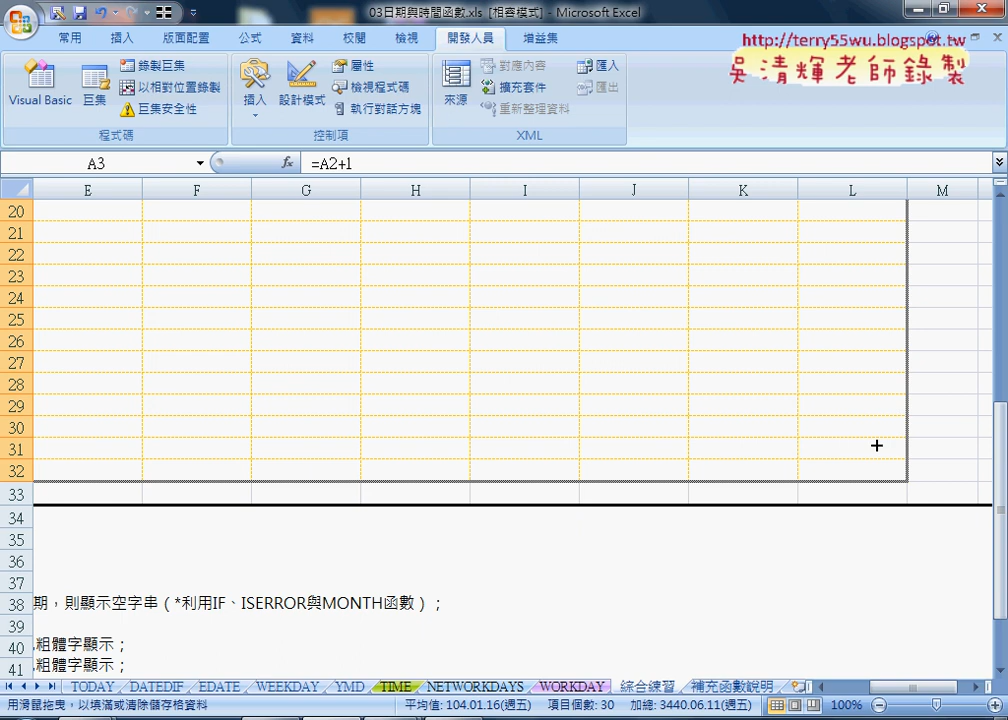 03日期與時間函數.xls [相容模式] - Microsoft Excel
常用 插入 版面配置 公式 資料 校閱 檢視 開發人員 增益集
http://terry55wu.blogspot.tw
吳清輝老師錄製
Visual Basic 巨集 錄製巨集 以相對位置錄製 巨集安全性
插入 設計模式 屬性 檢視程式碼 執行對話方塊
來源 對應內容 擴充套件 重新整理資料 匯入 匯出
程式碼 控制項 XML
A3 fx =A2+1
E F G H I J K L M
20
21
22
23
24
25
26
27
28
29
30
31
32
33
34
35
36
37
38 期，則顯示空字串（*利用IF、ISERROR與MONTH函數）；
39
40 粗體字顯示；
41 粗體字顯示；
TODAY DATEDIF EDATE WEEKDAY YMD TIME NETWORKDAYS WORKDAY 綜合練習 補充函數說明
用滑鼠拖曳，以填滿或清除儲存格資料 平均值: 104.01.16(週五) 項目個數: 30 加總: 3440.06.11(週五) 100%